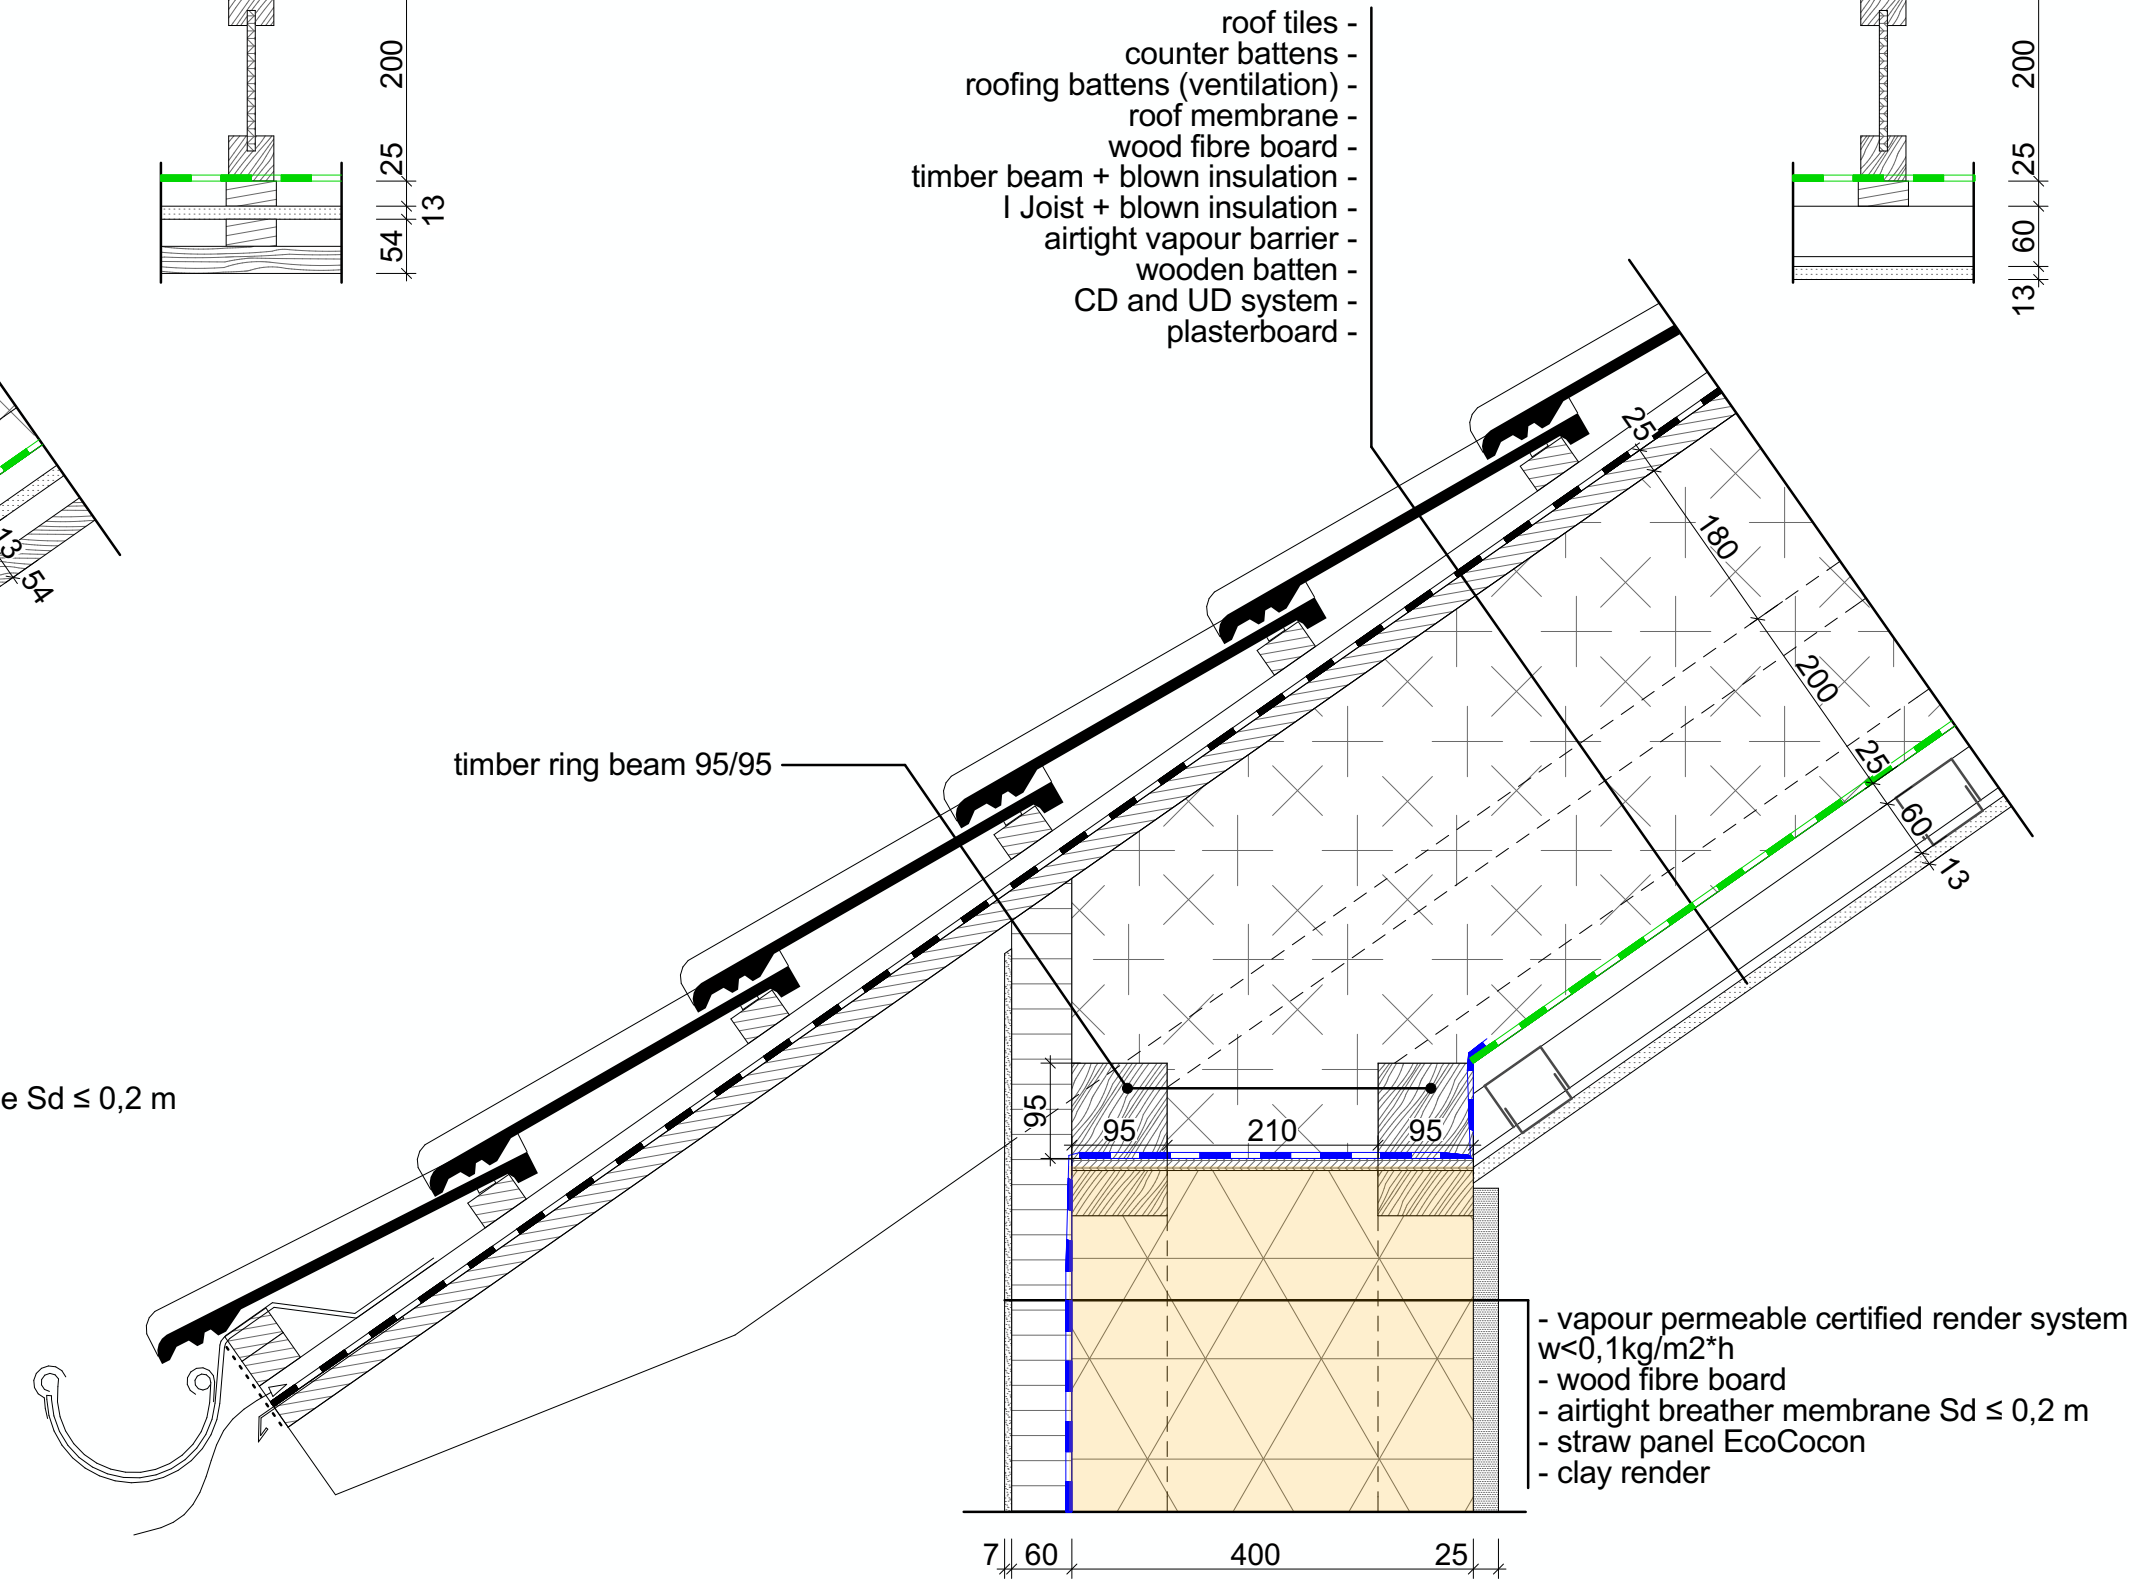 200
25
13
54
roof tiles -
counter battens -
roofing battens (ventilation) -
roof membrane -
wood fibre board -
timber beam + blown insulation -
I Joist + blown insulation -
airtight vapour barrier -
wooden batten -
CD and UD system -
plasterboard -
200
25
60
13
13
54
25
180
200
25
60
13
timber ring beam 95/95
e Sd ≤ 0,2 m
95
95
210
95
- vapour permeable certified render system
w<0,1kg/m2*h
- wood fibre board
- airtight breather membrane Sd ≤ 0,2 m
- straw panel EcoCocon
- clay render
7
60
400
25